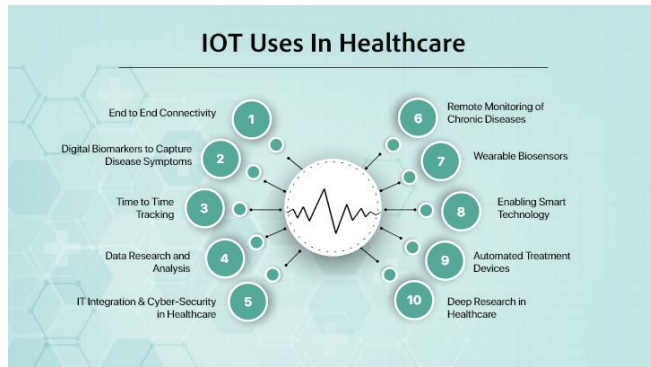 IOT Uses In Healthcare
1
End to End Connectivity
2
Digital Biomarkers to Capture
Disease Symptoms
3
Time to Time
Tracking
4
Data Research and
Analysis
5
IT Integration & Cyber-Security
in Healthcare
6
Remote Monitoring of
Chronic Diseases
7
Wearable Biosensors
8
Enabling Smart
Technology
9
Automated Treatment
Devices
10
Deep Research in
Healthcare